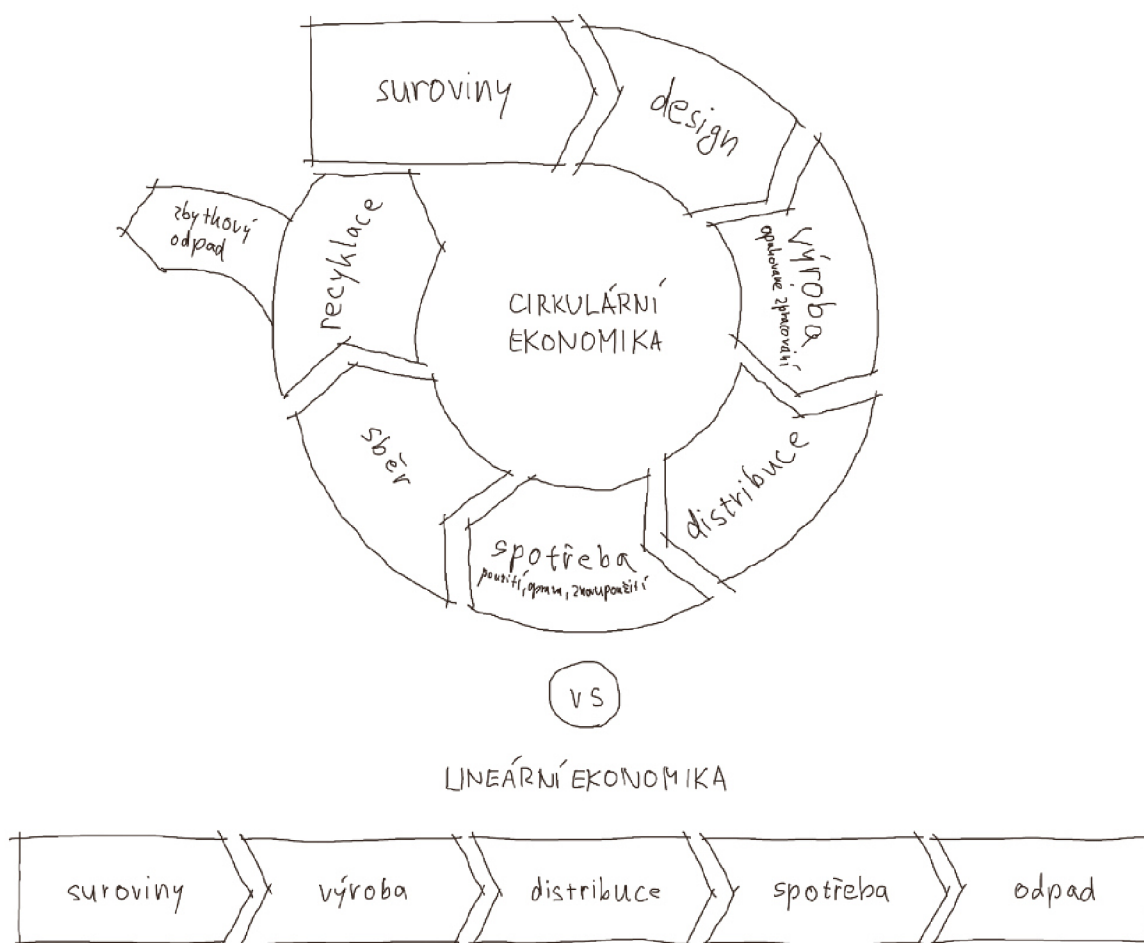 suroviny
design
výroba
opakované zpracování
distribuce
spotřeba
použití, oprava, znovupoužití
sběr
recyklace
zbytkový
odpad
CIRKULÁRNÍ
EKONOMIKA
VS
LINEÁRNÍ EKONOMIKA
suroviny
výroba
distribuce
spotřeba
odpad